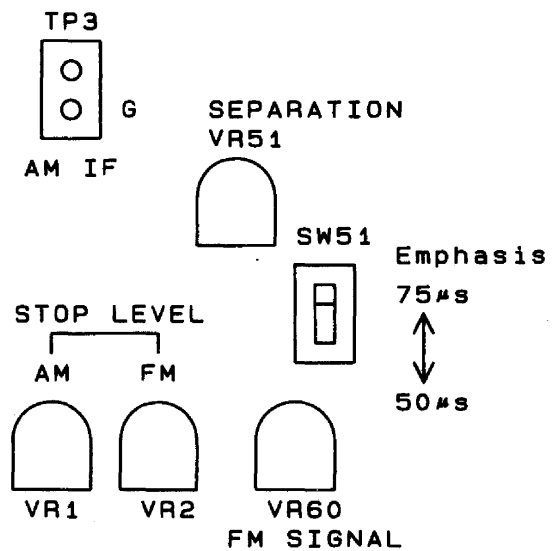 TP3
G
AM IF
SEPARATION
VR51
SW51
Emphasis
75μs
50μs
STOP LEVEL
AM FM
VR1 VR2 VR60
FM SIGNAL